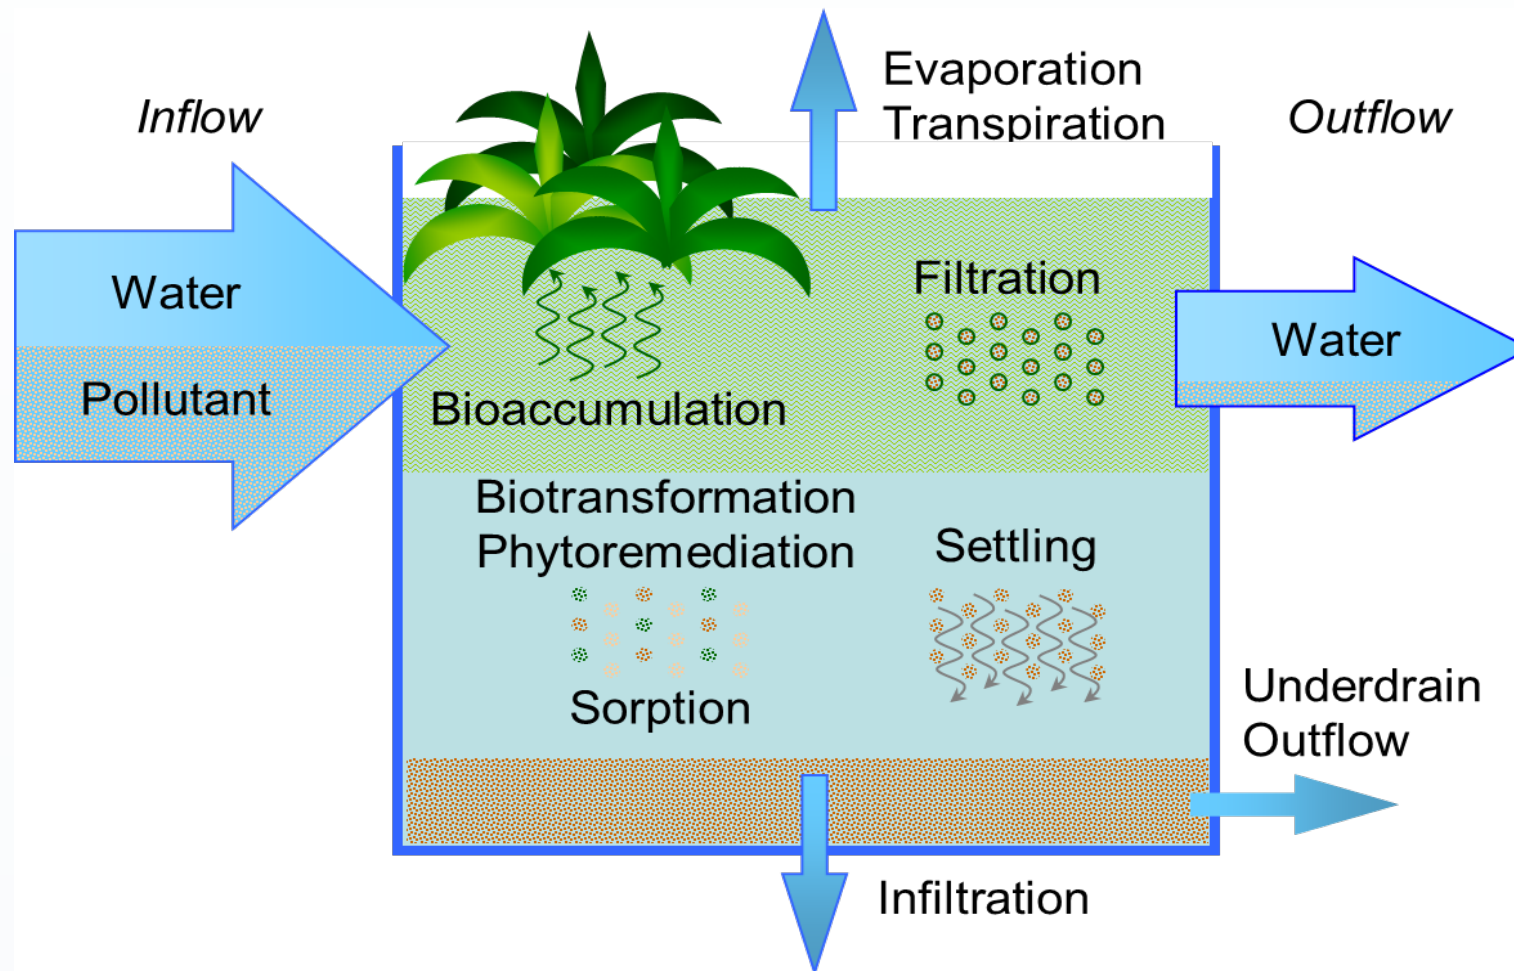 Inflow
Evaporation
Transpiration
Outflow
Water
Pollutant
Bioaccumulation
Filtration
Water
Biotransformation
Phytoremediation
Settling
Sorption
Underdrain
Outflow
Infiltration